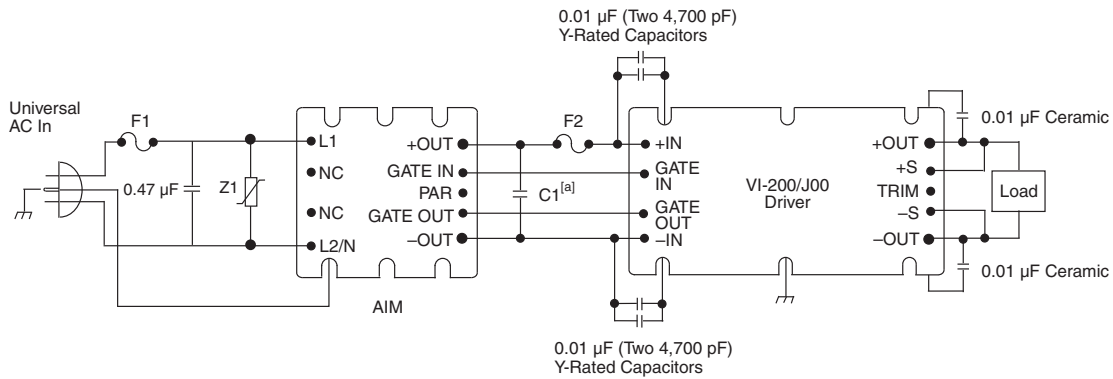 0.01 µF (Two 4,700 pF)
Y-Rated Capacitors
Universal
AC In
F1
0.47 µF
Z1
L1
NC
NC
L2/N
+OUT
GATE IN
PAR
GATE OUT
–OUT
AIM
C1[a]
F2
+IN
GATE
IN
GATE
OUT
–IN
VI-200/J00
Driver
+OUT
+S
TRIM
–S
–OUT
0.01 µF Ceramic
Load
0.01 µF Ceramic
0.01 µF (Two 4,700 pF)
Y-Rated Capacitors